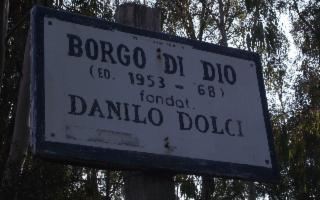 BORGO DI DIO
(ED. 1953 - 68)
fondat.
DANILO DOLCI